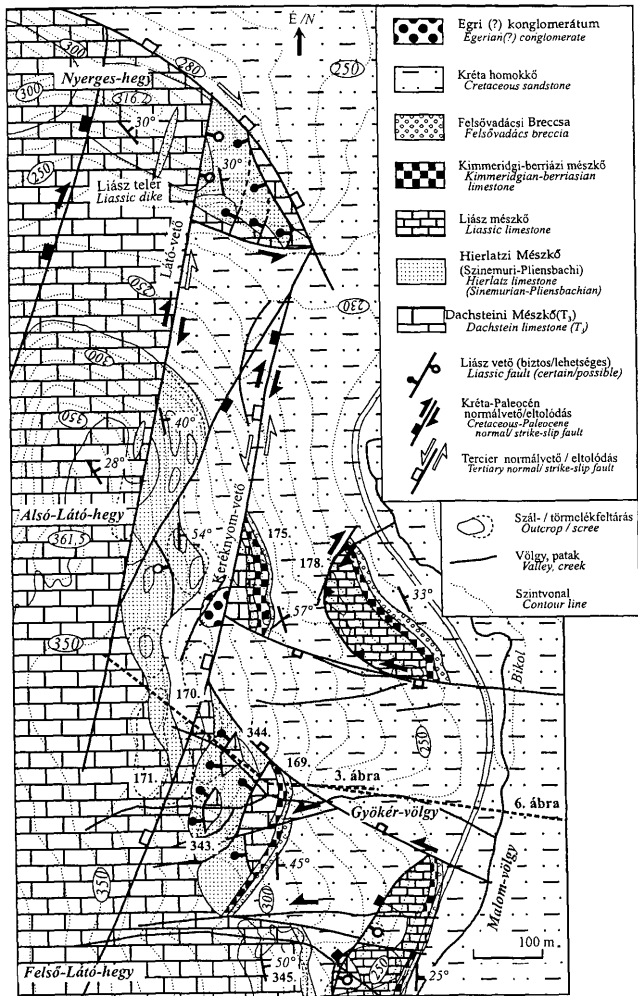 É /N
300
280
250
Nyerges-hegy
316.2
300
30°
30°
250
Liász telér
Liassic dike
Látó-vető
250
230
300
350
40°
28°
Alsó-Látó-hegy
361,5
54°
Keréknyom-vető
175.
178.
33°
57°
350
Bikol
170.
344.
250
169.
171.
3. ábra
6. ábra
Gyökér-völgy
343.
45°
Malom-völgy
350
300
100 m
Felső-Látó-hegy
50°
345.
250
25°
Egri (?) konglomerátum
Egerian(?) conglomerate
Kréta homokkő
Cretaceous sandstone
Felsővadácsi Breccsa
Felsővadács breccia
Kimmeridgi-berriázi mészkő
Kimmeridgian-berriasian
limestone
Liász mészkő
Liassic limestone
Hierlatzi Mészkő
(Szinemuri-Pliensbachi)
Hierlatz limestone
(Sinemurian-Pliensbachian)
Dachsteini Mészkő(T₃)
Dachstein limestone (T₃)
Liász vető (biztos/lehetséges)
Liassic fault (certain/possible)
Kréta-Paleocén
normálvető/eltolódás
Cretaceous-Paleocene
normal/ strike-slip fault
Tercier normálvető / eltolódás
Tertiary normal/ strike-slip fault
Szál- / törmelékfeltárás
Outcrop / scree
Völgy, patak
Valley, creek
Szintvonal
Contour line